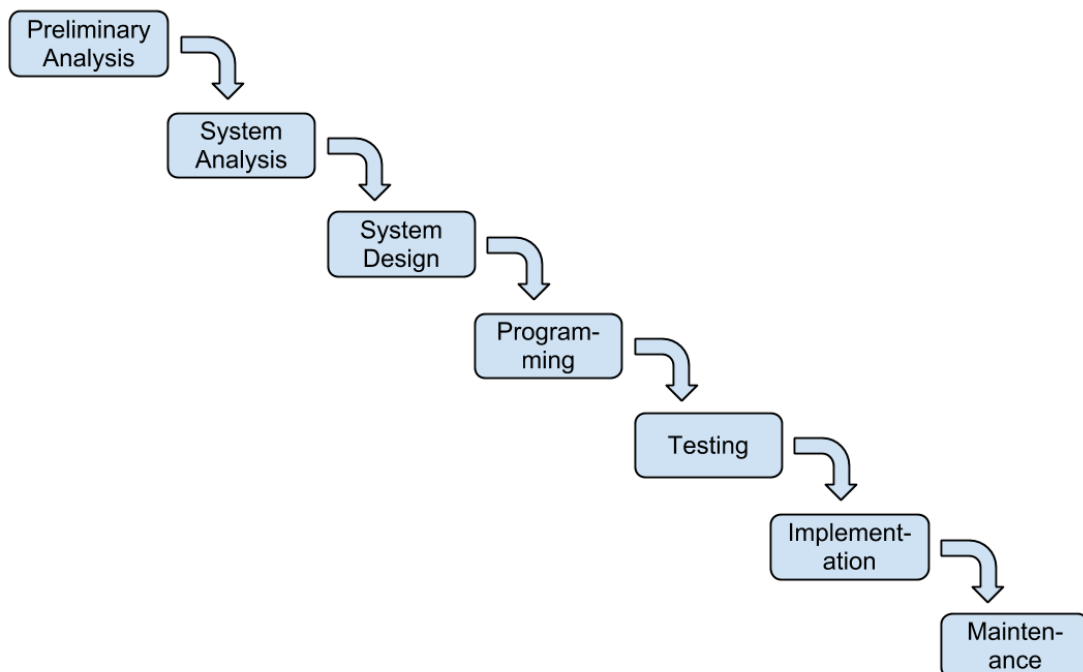 Preliminary
Analysis
System
Analysis
System
Design
Program-
ming
Testing
Implement-
ation
Mainten-
ance